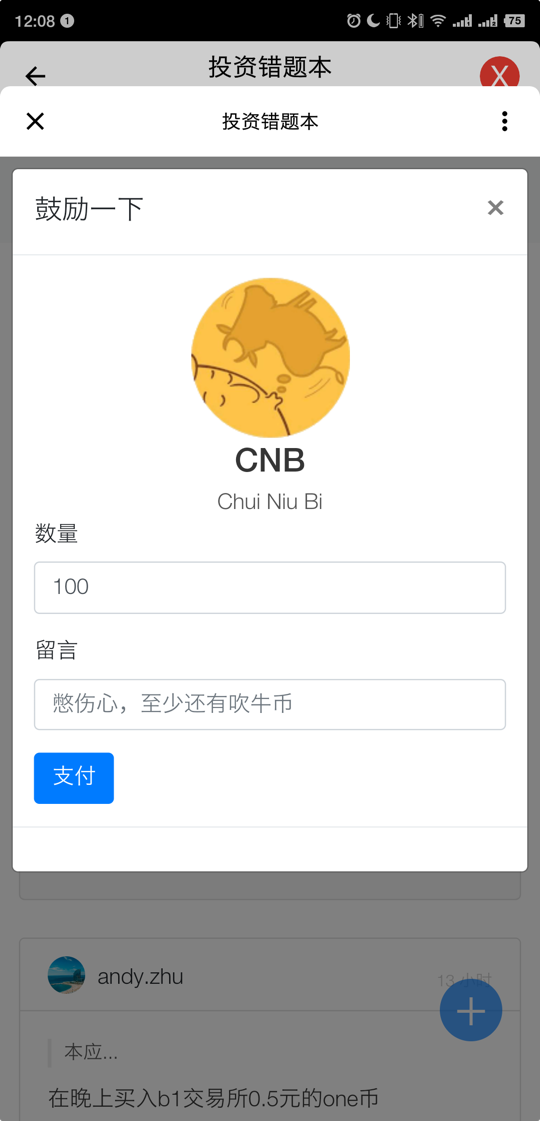 12:08 1
75
投资错题本
X
投资错题本
鼓励一下
CNB
Chui Niu Bi
数量
100
留言
憋伤心，至少还有吹牛币
支付
andy.zhu
13 小时
本应...
在晚上买入b1交易所0.5元的one币